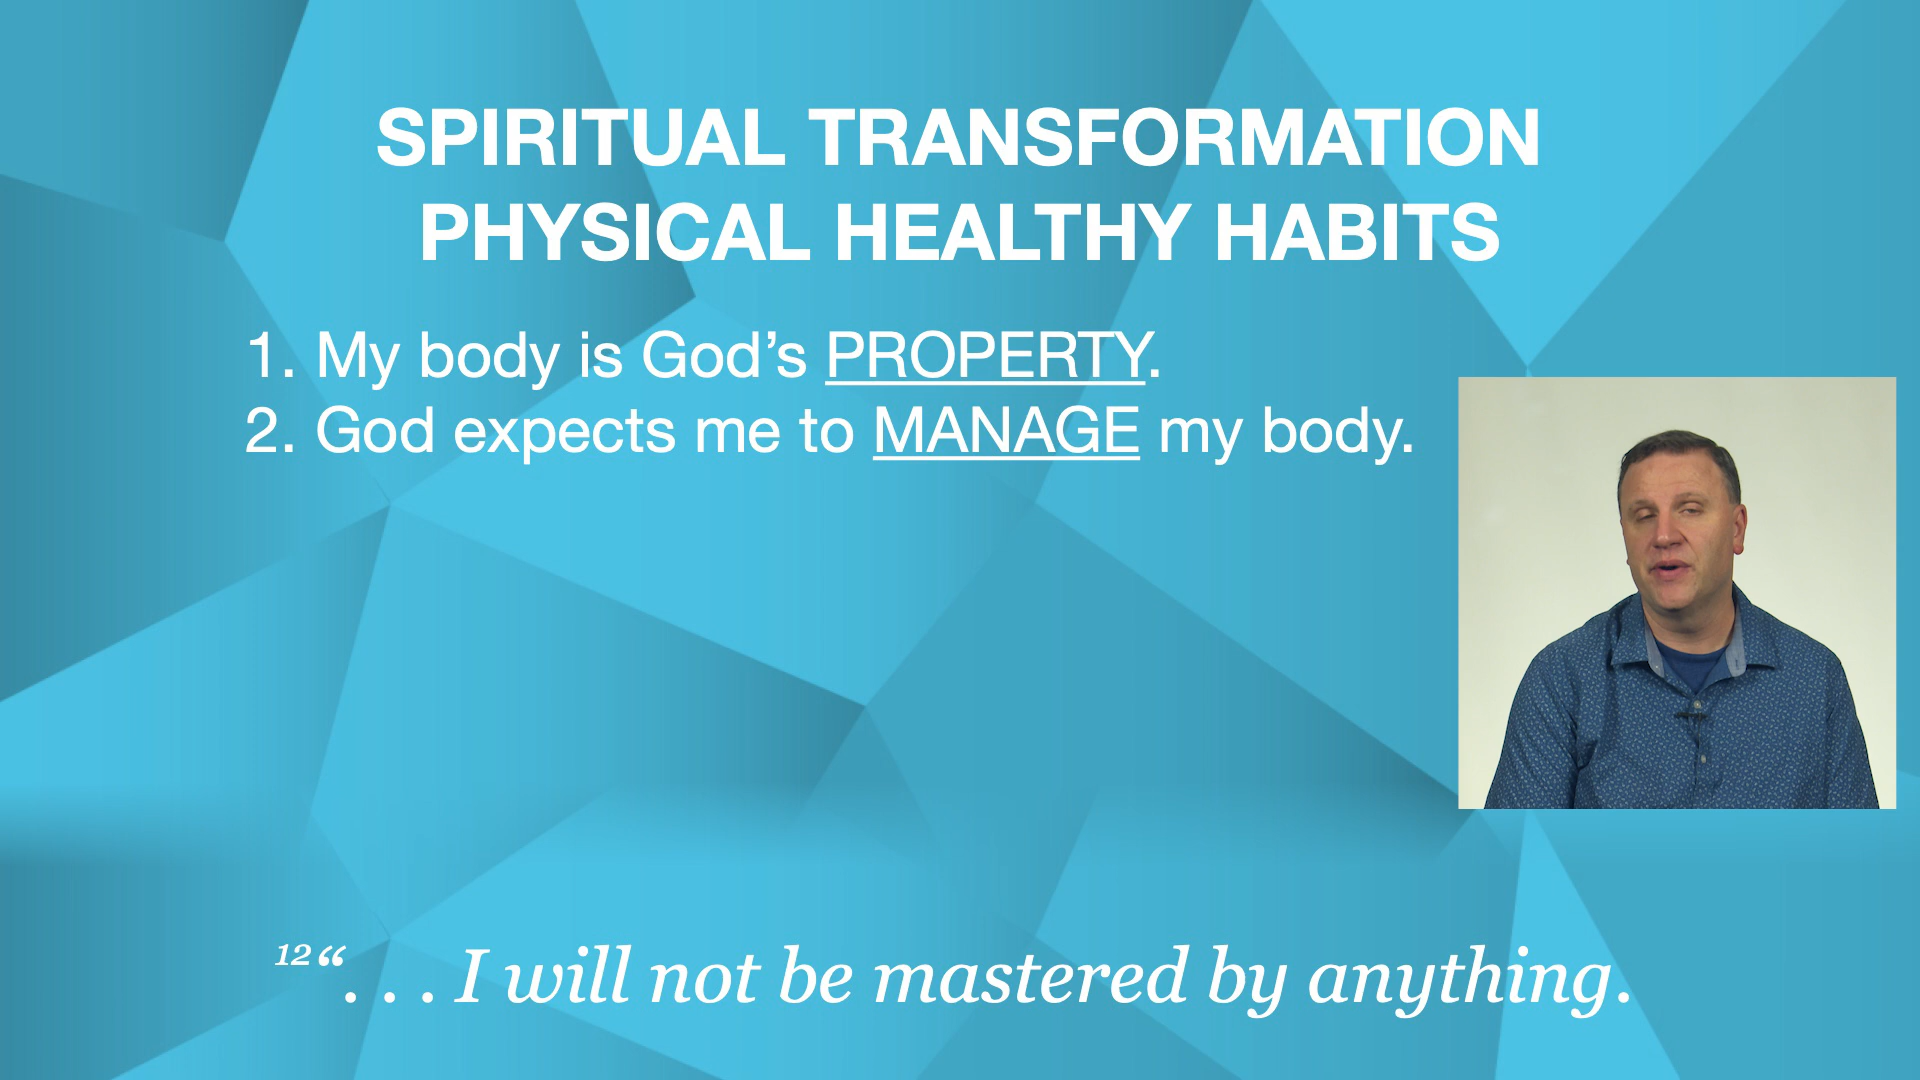 SPIRITUAL TRANSFORMATION
PHYSICAL HEALTHY HABITS
1. My body is God’s PROPERTY.
2. God expects me to MANAGE my body.
12“. . . I will not be mastered by anything.